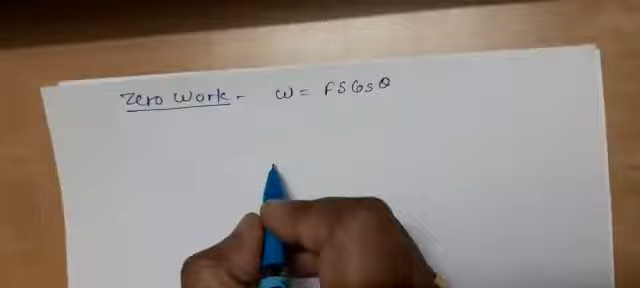 Zero Work - W = FS Cos θ